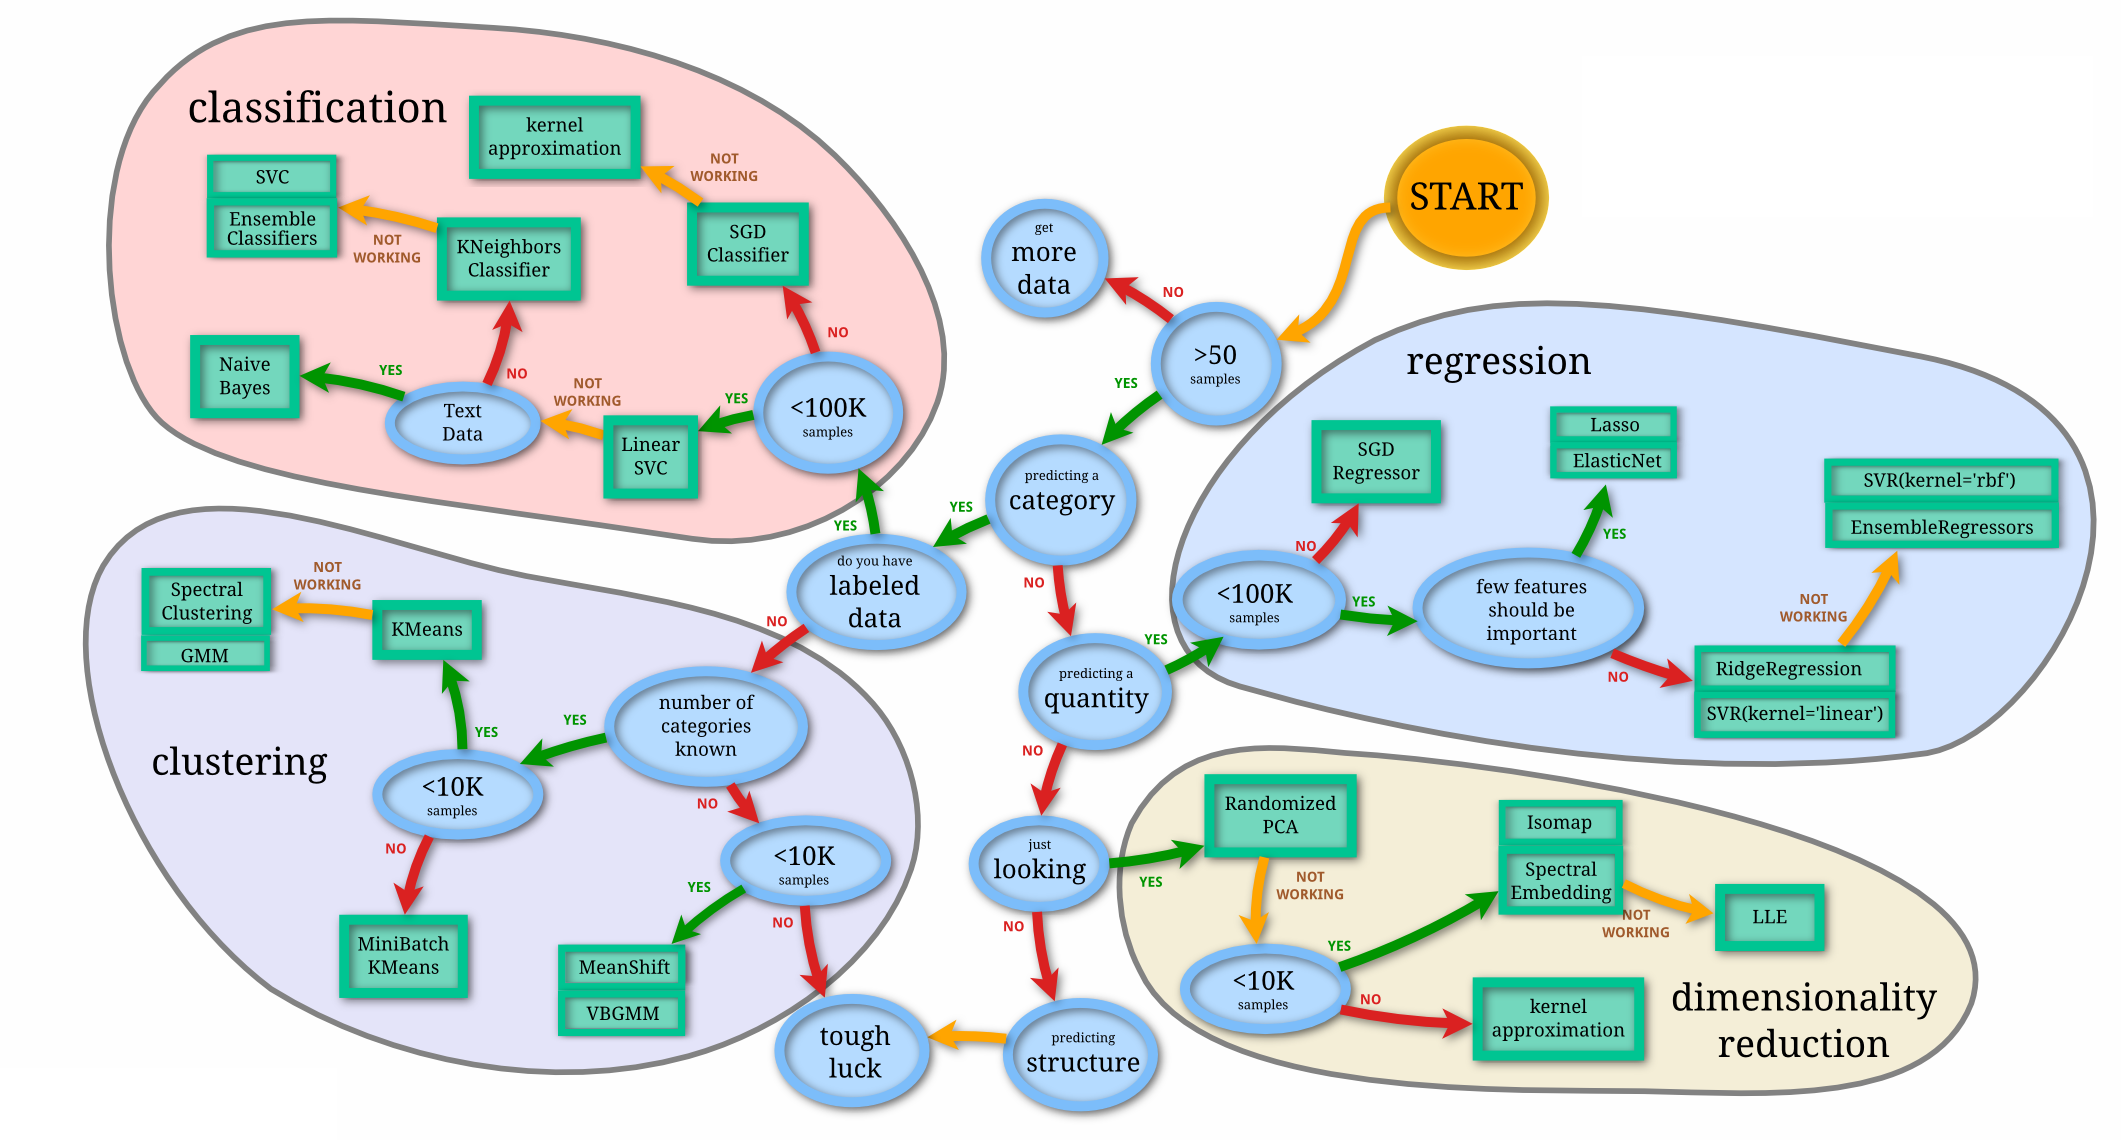 classification
kernel
approximation
NOT
WORKING
SVC
Ensemble
Classifiers
NOT
WORKING
KNeighbors
Classifier
SGD
Classifier
NO
Naive
Bayes
YES
NO
Text
Data
NOT
WORKING
Linear
SVC
YES
<100K
samples
START
get
more
data
NO
>50
samples
YES
predicting a
category
YES
NO
do you have
labeled
data
YES
NO
predicting a
quantity
YES
NO
just
looking
YES
NO
predicting
structure
tough
luck
regression
SGD
Regressor
NO
<100K
samples
YES
Lasso
ElasticNet
YES
few features
should be
important
NO
SVR(kernel='rbf')
EnsembleRegressors
NOT
WORKING
RidgeRegression
SVR(kernel='linear')
clustering
Spectral
Clustering
GMM
NOT
WORKING
KMeans
YES
number of
categories
known
YES
NO
<10K
samples
NO
MiniBatch
KMeans
<10K
samples
YES
NO
MeanShift
VBGMM
Randomized
PCA
NOT
WORKING
Isomap
Spectral
Embedding
NOT
WORKING
LLE
YES
<10K
samples
NO
kernel
approximation
dimensionality
reduction